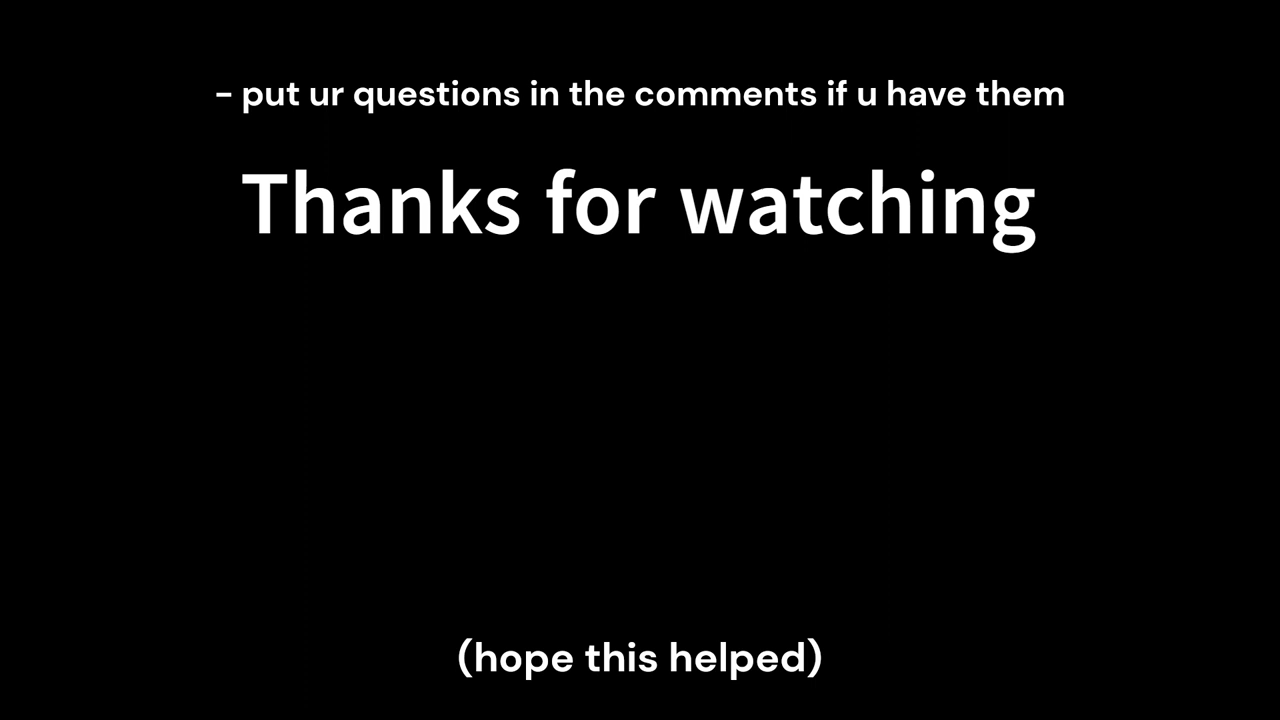 - put ur questions in the comments if u have them
Thanks for watching
(hope this helped)